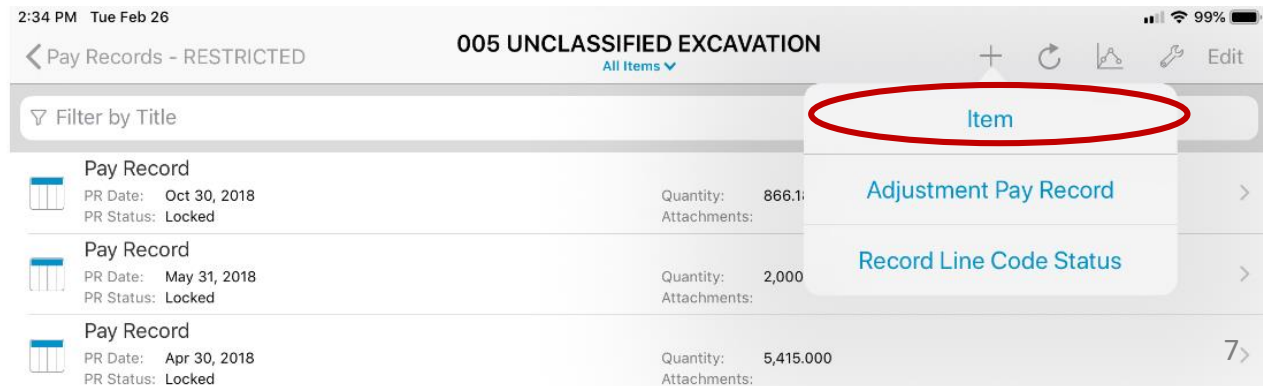 2:34 PM Tue Feb 26 99%
Pay Records - RESTRICTED 005 UNCLASSIFIED EXCAVATION Edit
All Items
Filter by Title
Item
Adjustment Pay Record
Record Line Code Status
Pay Record
PR Date: Oct 30, 2018 Quantity: 866.1
PR Status: Locked Attachments:
Pay Record
PR Date: May 31, 2018 Quantity: 2,000
PR Status: Locked Attachments:
Pay Record
PR Date: Apr 30, 2018 Quantity: 5,415.000
PR Status: Locked Attachments:
7